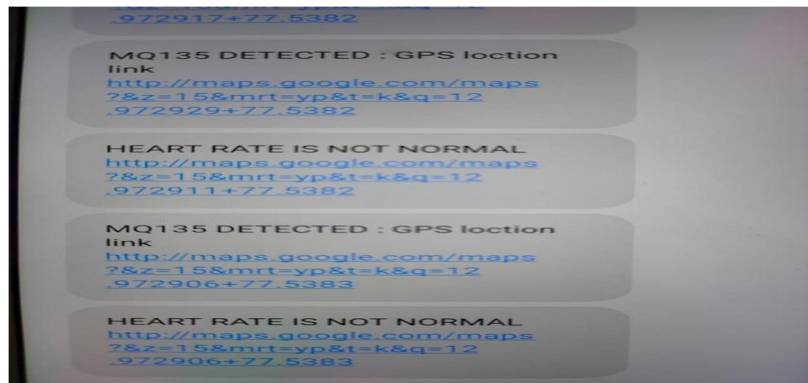 .972917+77.5382
MQ135 DETECTED : GPS loction
link
http://maps.google.com/maps
?&z=15&mrt=yp&t=k&q=12
.972929+77.5382
HEART RATE IS NOT NORMAL
http://maps.google.com/maps
?&z=15&mrt=yp&t=k&q=12
.972911+77.5382
MQ135 DETECTED : GPS loction
link
http://maps.google.com/maps
?&z=15&mrt=yp&t=k&q=12
.972906+77.5383
HEART RATE IS NOT NORMAL
http://maps.google.com/maps
?&z=15&mrt=yp&t=k&q=12
.972906+77.5383